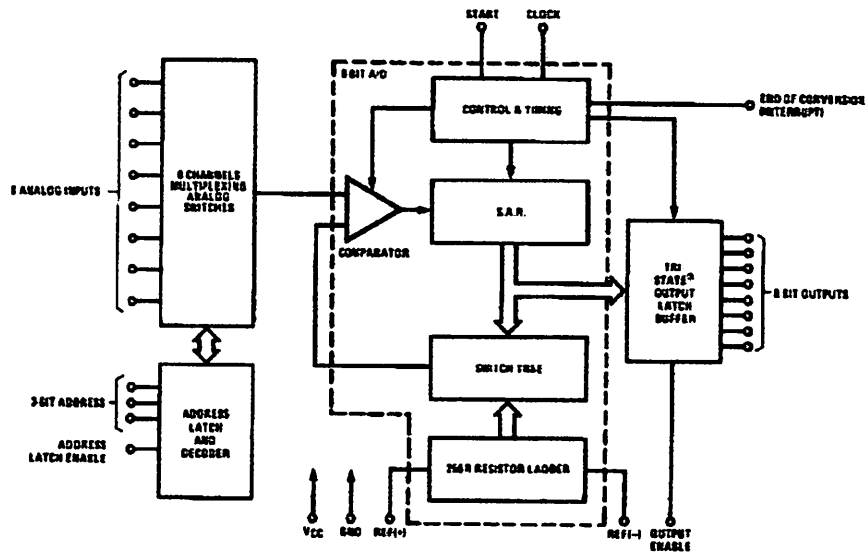 START CLOCK
8 BIT A/D
CONTROL & TIMING
END OF CONVERSION
(INTERRUPT)
8 ANALOG INPUTS
8 CHANNELS
MULTIPLEXING
ANALOG
SWITCHES
S.A.R.
COMPARATOR
TRI
STATE®
OUTPUT
LATCH
BUFFER
8 BIT OUTPUTS
SWITCH TREE
3-BIT ADDRESS
ADDRESS
LATCH
AND
DECODER
ADDRESS
LATCH ENABLE
256R RESISTOR LADDER
VCC GND REF(+) REF(–) OUTPUT
ENABLE